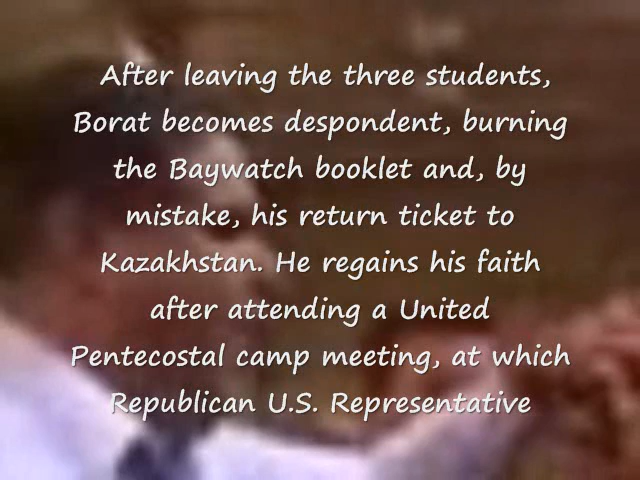 After leaving the three students,
Borat becomes despondent, burning
the Baywatch booklet and, by
mistake, his return ticket to
Kazakhstan. He regains his faith
after attending a United
Pentecostal camp meeting, at which
Republican U.S. Representative